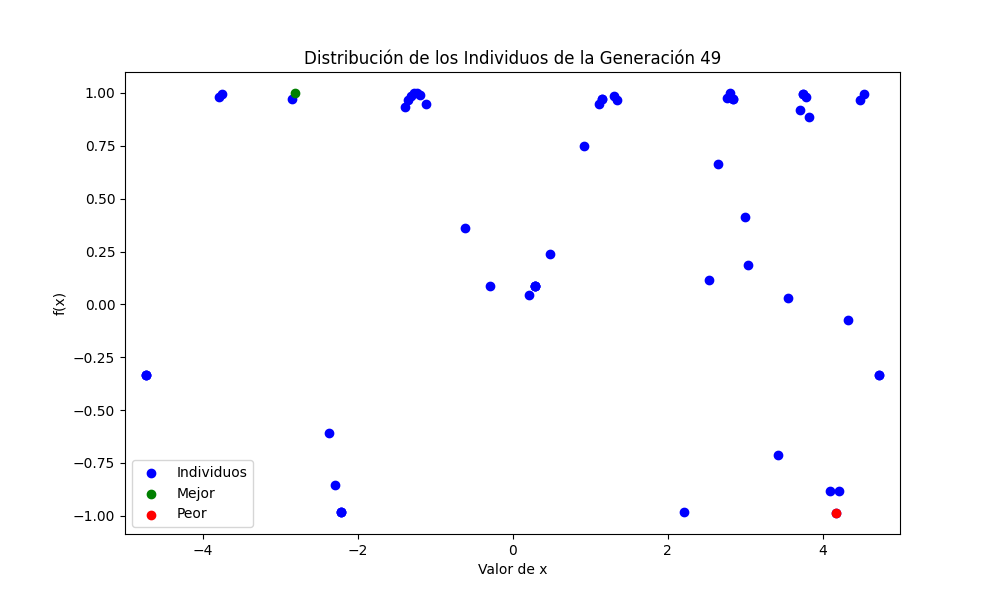 Distribución de los Individuos de la Generación 49
f(x)
1.00
0.75
0.50
0.25
0.00
−0.25
−0.50
−0.75
−1.00
Individuos
Mejor
Peor
−4
−2
0
2
4
Valor de x